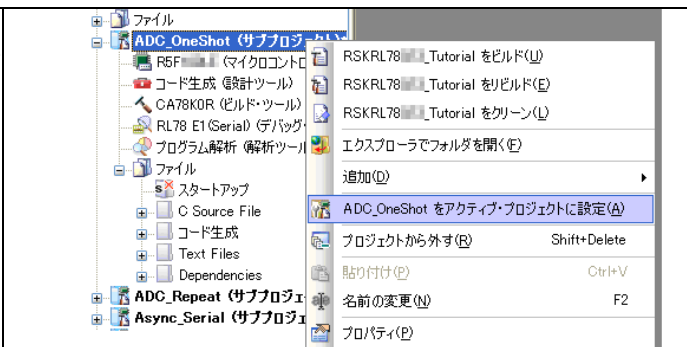 ファイル
ADC_OneShot (サブプロジェクト)*
R5F (マイクロコントロ
コード生成 (設計ツール)
CA78K0R (ビルド・ツール)
RL78 E1(Serial) (デバッグ・
プログラム解析 (解析ツール
ファイル
スタートアップ
C Source File
コード生成
Text Files
Dependencies
ADC_Repeat (サブプロジェ
Async_Serial (サブプロジェ
RSKRL78 _Tutorial をビルド(U)
RSKRL78 _Tutorial をリビルド(E)
RSKRL78 _Tutorial をクリーン(L)
エクスプローラでフォルダを開く(F)
追加(D)
ADC_OneShot をアクティブ・プロジェクトに設定(A)
プロジェクトから外す(R) Shift+Delete
貼り付け(P) Ctrl+V
名前の変更(N) F2
プロパティ(P)